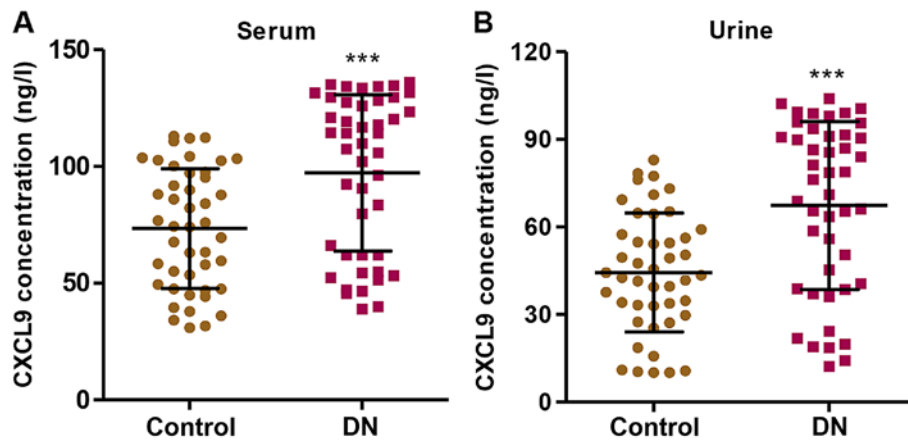 A
Serum
CXCL9 concentration (ng/l)
150
100
50
0
***
Control
DN
B
Urine
CXCL9 concentration (ng/l)
120
90
60
30
0
***
Control
DN